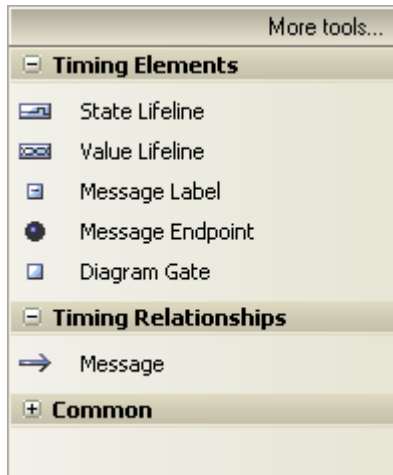 More tools...
Timing Elements
State Lifeline
Value Lifeline
Message Label
Message Endpoint
Diagram Gate
Timing Relationships
Message
Common